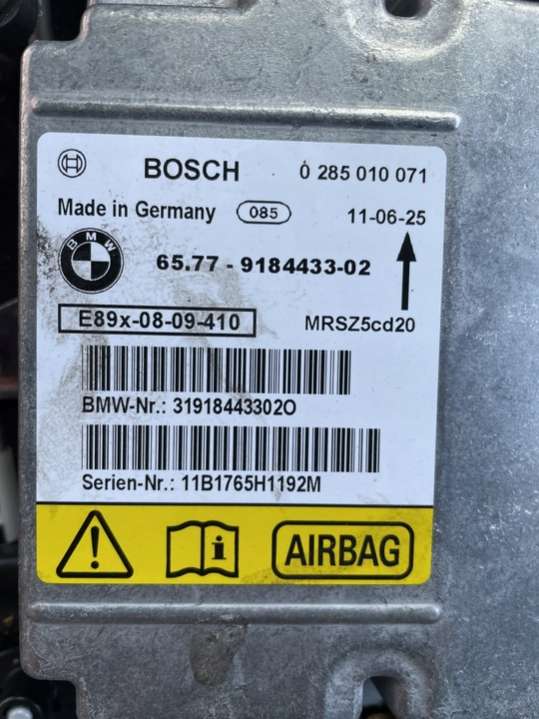 BOSCH 0 285 010 071
Made in Germany 085 11-06-25
BMW 65.77 - 9184433-02
E89x-08-09-410 MRSZ5cd20
BMW-Nr.: 31918443302O
Serien-Nr.: 11B1765H1192M
AIRBAG